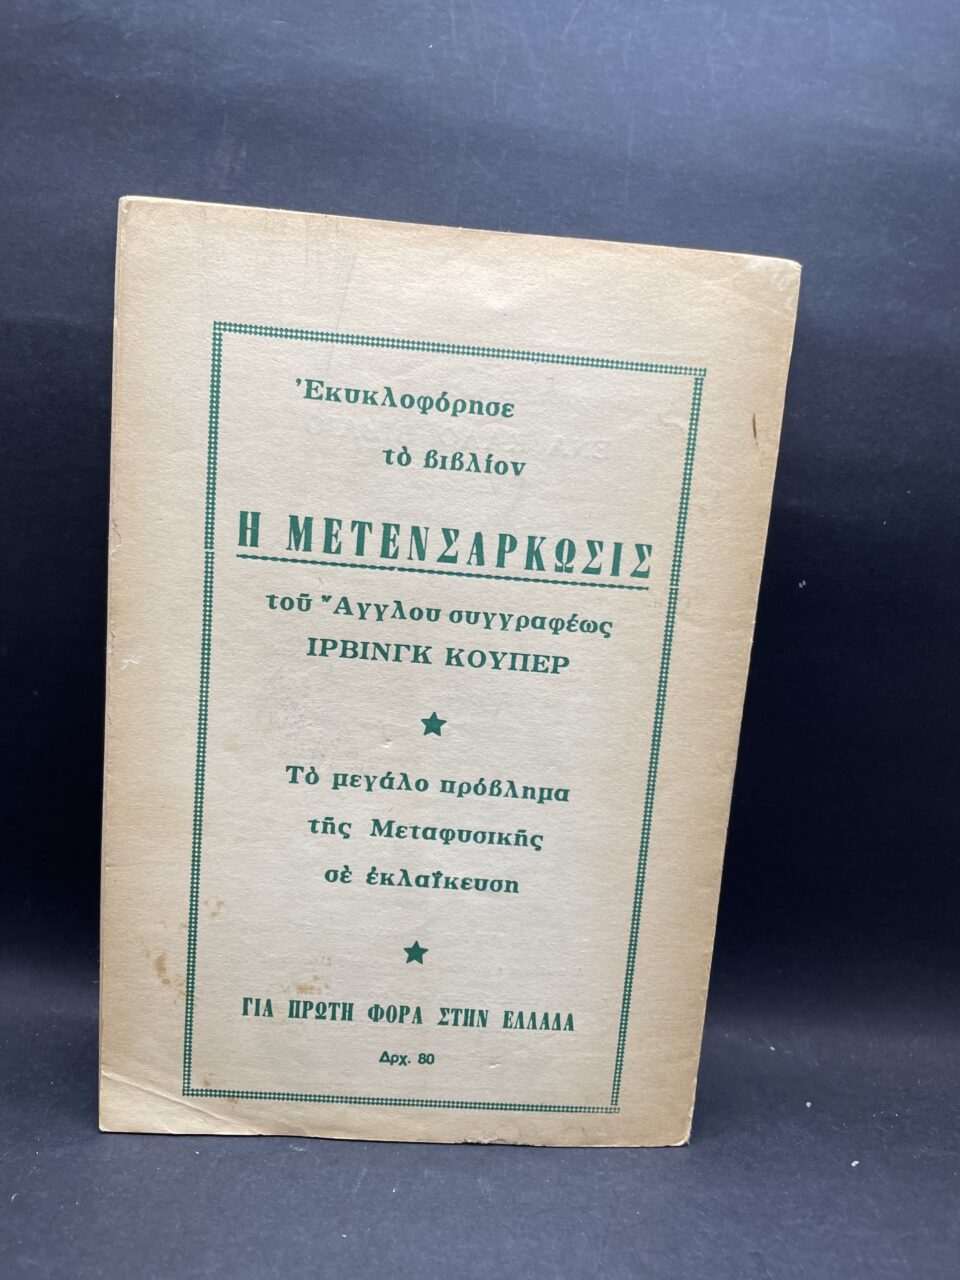 Ἐκυκλοφόρησε
τὸ βιβλίον
Η ΜΕΤΕΝΣΑΡΚΩΣΙΣ
τοῦ Ἄγγλου συγγραφέως
ΙΡΒΙΝΓΚ ΚΟΥΠΕΡ
Τὸ μεγάλο πρόβλημα
τῆς Μεταφυσικῆς
σὲ ἐκλαΐκευση
ΓΙΑ ΠΡΩΤΗ ΦΟΡΑ ΣΤΗΝ ΕΛΛΑΔΑ
Δρχ. 80